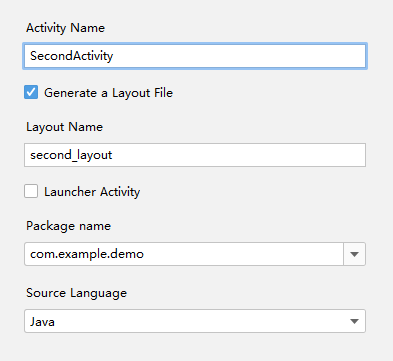 Activity Name
SecondActivity
Generate a Layout File
Layout Name
second_layout
Launcher Activity
Package name
com.example.demo
Source Language
Java